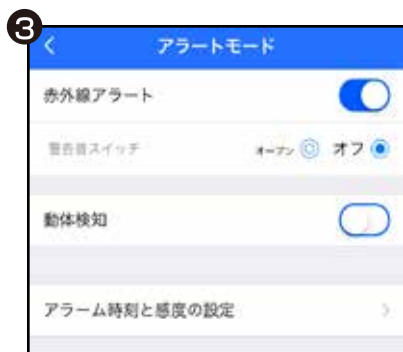 ❸
アラートモード
赤外線アラート
警告音スイッチ オープン オフ
動体検知
アラーム時刻と感度の設定